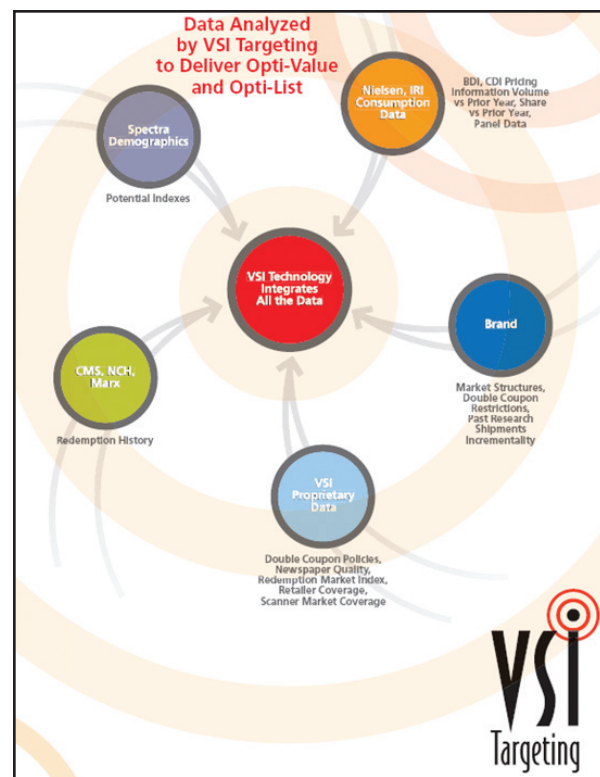 Data Analyzed
by VSI Targeting
to Deliver Opti-Value
and Opti-List
Spectra
Demographics
Potential Indexes
Nielsen, IRI
Consumption
Data
BDI, CDI Pricing
Information Volume
vs Prior Year, Share
vs Prior Year,
Panel Data
VSI Technology
Integrates
All the Data
Brand
Market Structures,
Double Coupon
Restrictions,
Past Research
Shipments
Incrementality
CMS, NCH,
Marx
Redemption History
VSI
Proprietary
Data
Double Coupon Policies,
Newspaper Quality,
Redemption Market Index,
Retailer Coverage,
Scanner Market Coverage
VSi
Targeting